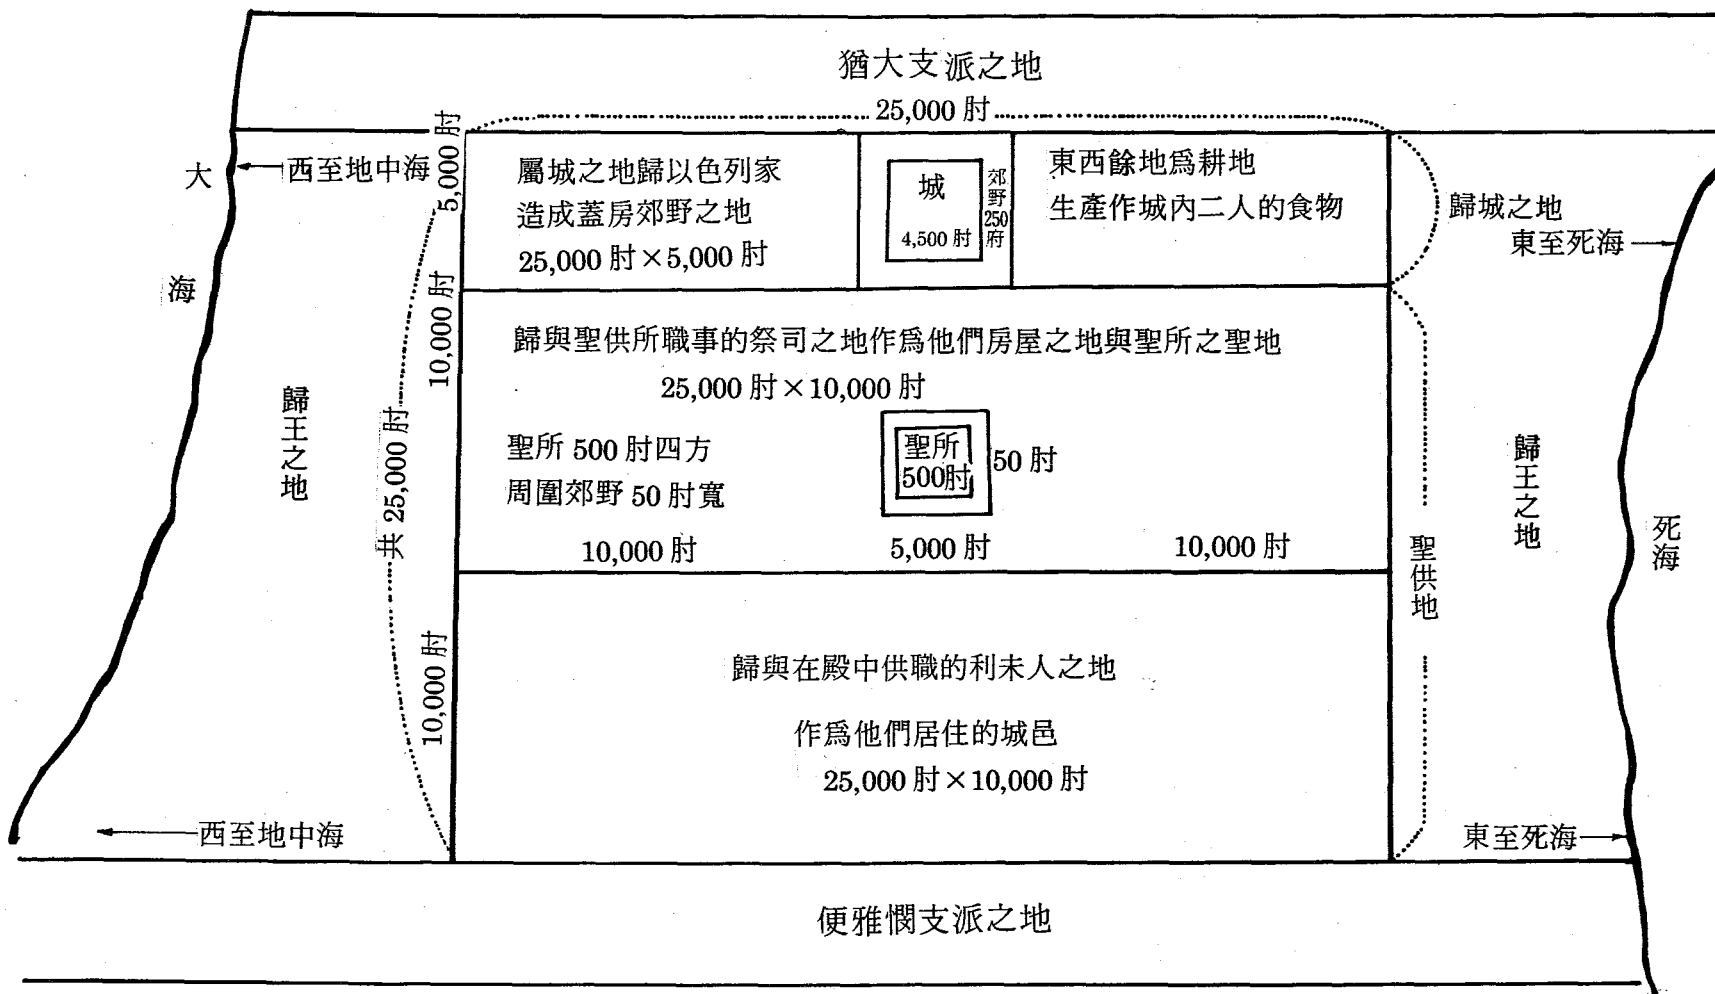 猶大支派之地
25,000 肘
5,000 肘
大
海
西至地中海
屬城之地歸以色列家
造成蓋房郊野之地
25,000 肘×5,000 肘
城
4,500 肘
郊野250府
東西餘地爲耕地
生產作城內二人的食物
歸城之地
東至死海
10,000 肘
歸與聖供所職事的祭司之地作爲他們房屋之地與聖所之聖地
25,000 肘×10,000 肘
歸王之地
共 25,000 肘
聖所 500 肘四方
周圍郊野 50 肘寬
聖所
500肘
50 肘
10,000 肘
5,000 肘
10,000 肘
聖供地
歸王之地
死海
10,000 肘
歸與在殿中供職的利未人之地
作爲他們居住的城邑
25,000 肘×10,000 肘
西至地中海
東至死海
便雅憫支派之地